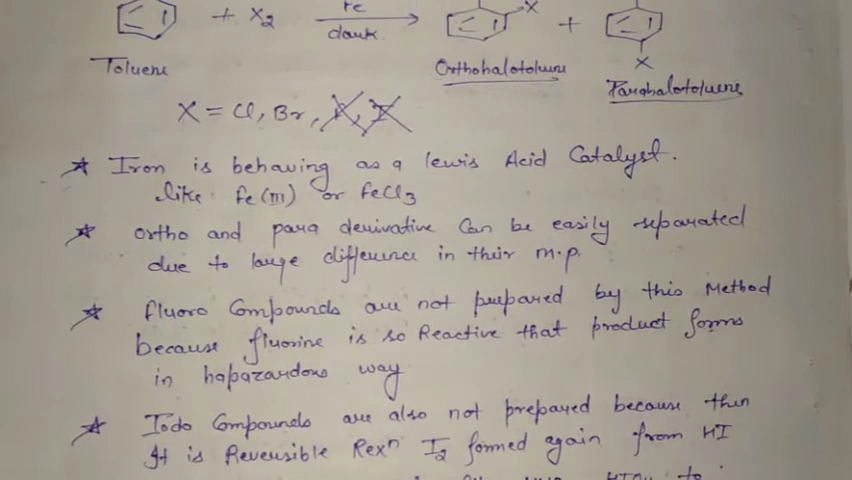 + X2 Fe X +
dark
Toluene Orthohalotoluene
X
Parahalotoluene
X = Cl, Br,
★ Iron is behaving as a lewis Acid Catalyst.
like Fe(III) or FeCl3
★ ortho and para derivative Can be easily separated
due to large difference in their m.p.
★ fluoro Compounds are not prepared by this Method
because fluorine is so Reactive that product forms
in hapazardous way
★ Iodo Compounds are also not prepared because then
It is Reversible Rexn I2 formed again from HI